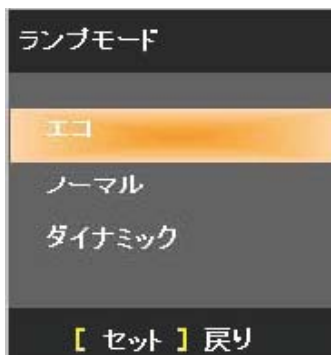 ランプモード
エコ
ノーマル
ダイナミック
[ セット ] 戻り